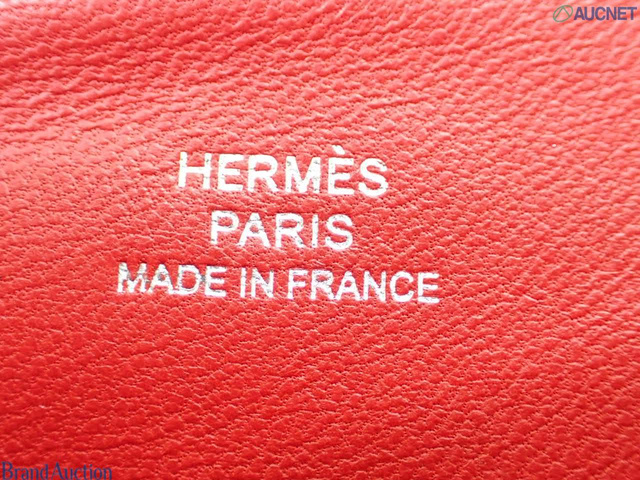 AUCNET
HERMÈS
PARIS
MADE IN FRANCE
Brand Auction